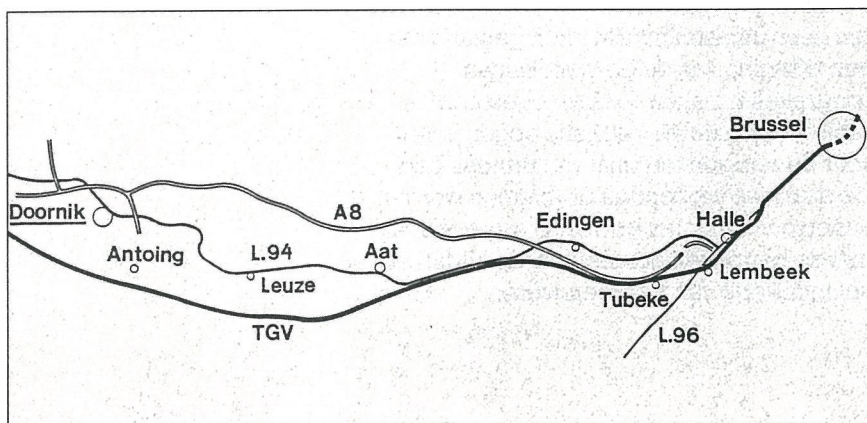 Brussel
Doornik
A8
Edingen
Halle
Antoing
L.94
Aat
Leuze
Lembeek
Tubeke
TGV
L.96